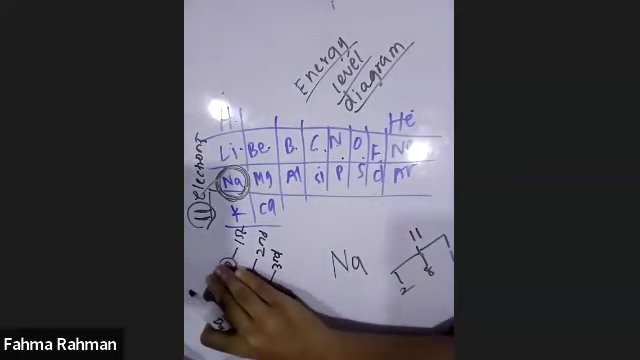 Energy
level
diagram
H He
Li Be B C N O F Ne
Na Mg Al Si P S Cl Ar
K Ca
11 electrons
1st
2nd
3rd
Na
11
2 8
Fahma Rahman